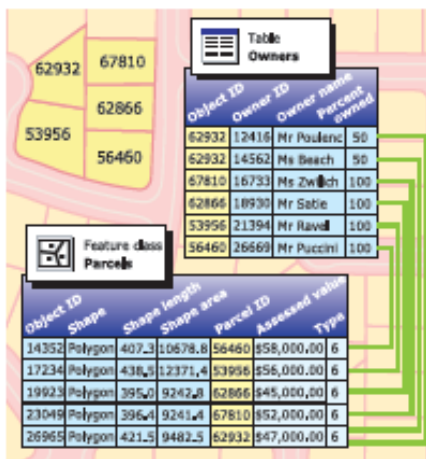 62932 67810
62866
53956
56460
Table
Owners
Object ID Owner ID Owner name Percent owned
62932 12416 Mr Poulenc 50
62932 14562 Ms Beach 50
67810 16733 Ms Zwilich 100
62866 18930 Mr Satie 100
53956 21394 Mr Ravel 100
56460 26669 Mr Puccini 100
Feature class
Parcels
Object ID Shape Shape length Shape area Parcel ID Assessed value Type
14352 Polygon 407.3 10678.8 56460 $58,000.00 6
17234 Polygon 438.5 12371.4 53956 $56,000.00 6
19923 Polygon 395.0 9242.8 62866 $45,000.00 6
23049 Polygon 396.4 9241.4 67810 $52,000.00 6
26965 Polygon 421.5 9482.5 62932 $47,000.00 6